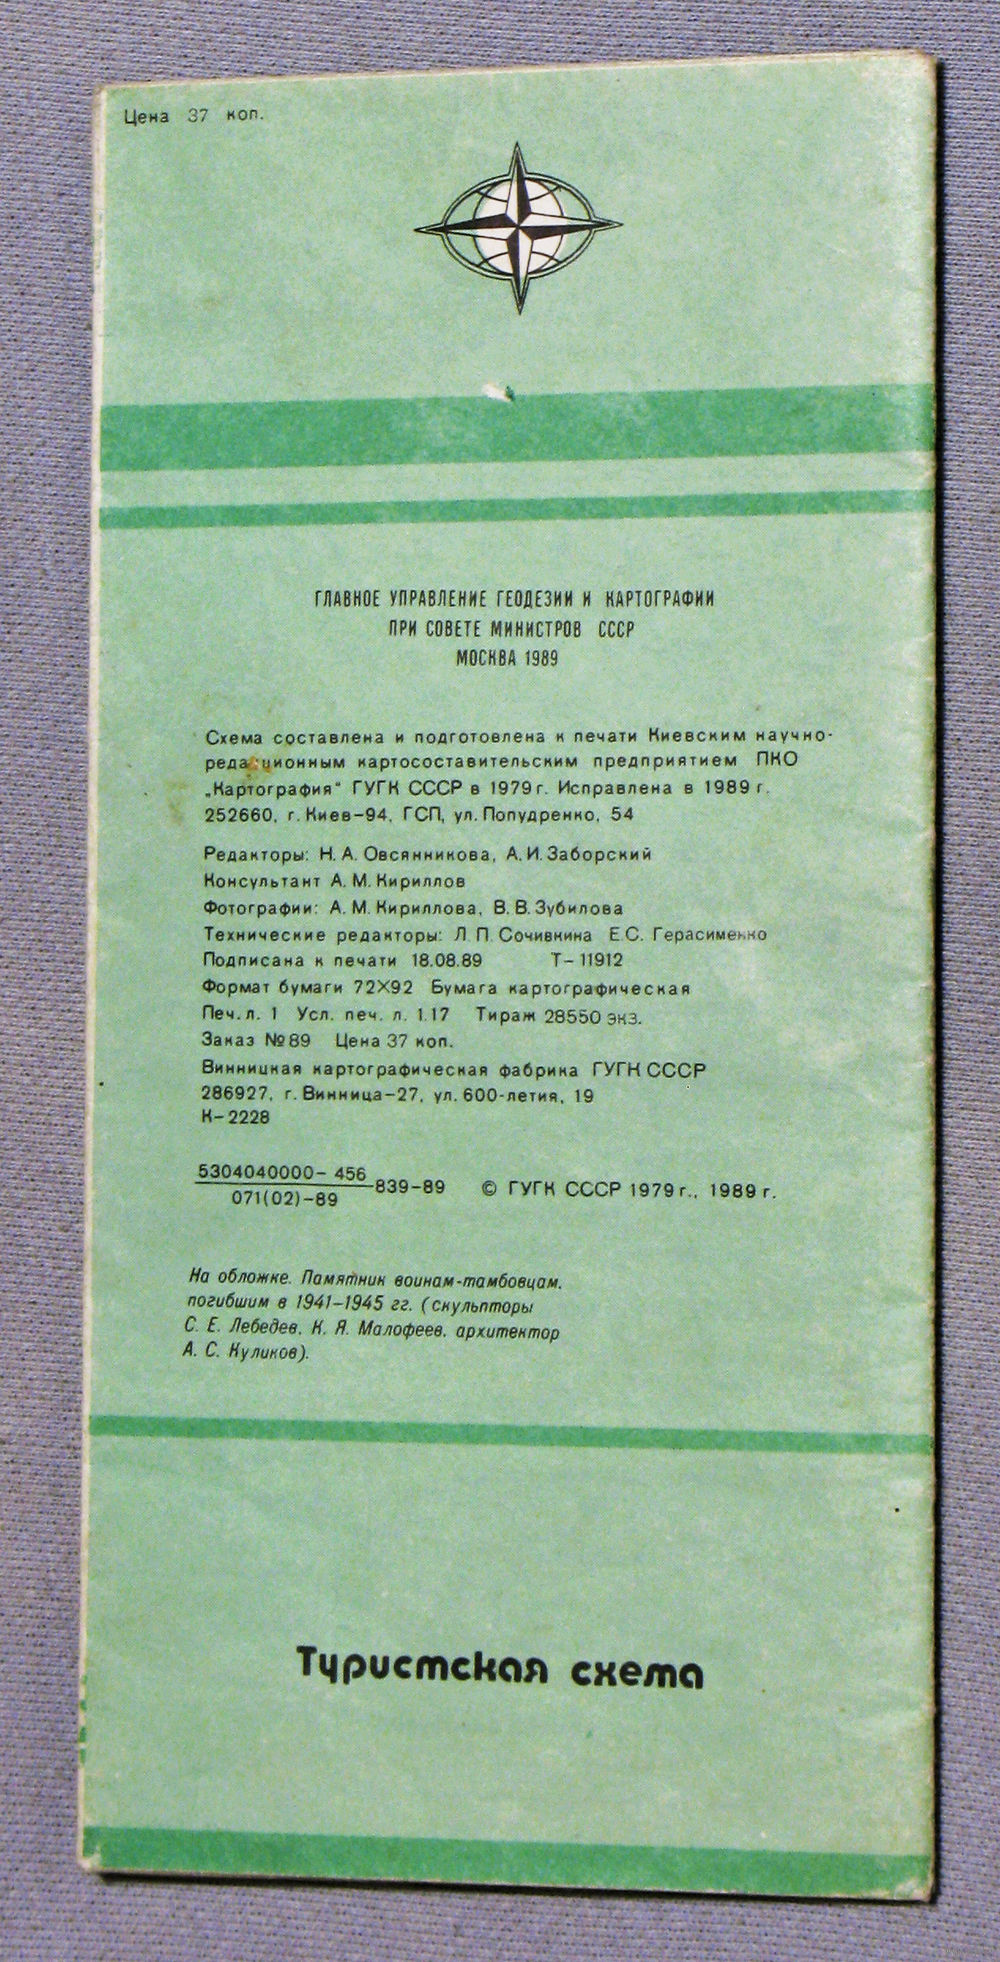 Цена 37 коп.
ГЛАВНОЕ УПРАВЛЕНИЕ ГЕОДЕЗИИ И КАРТОГРАФИИ
ПРИ СОВЕТЕ МИНИСТРОВ СССР
МОСКВА 1989
Схема составлена и подготовлена к печати Киевским научно-
редакционным картосоставительским предприятием ПКО
„Картография“ ГУГК СССР в 1979 г. Исправлена в 1989 г.
252660, г. Киев-94, ГСП, ул. Попудренко, 54
Редакторы: Н. А. Овсянникова, А. И. Заборский
Консультант А. М. Кириллов
Фотографии: А. М. Кириллова, В. В. Зубилова
Технические редакторы: Л. П. Сочивкина Е. С. Герасименко
Подписана к печати 18.08.89 Т-11912
Формат бумаги 72X92 Бумага картографическая
Печ. л. 1 Усл. печ. л. 1.17 Тираж 28550 экз.
Заказ №89 Цена 37 коп.
Винницкая картографическая фабрика ГУГК СССР
286927, г. Винница-27, ул. 600-летия, 19
К-2228
5304040000-456
071(02)-89
839-89 © ГУГК СССР 1979 г., 1989 г.
На обложке. Памятник воинам-тамбовцам,
погибшим в 1941-1945 гг. (скульпторы
С. Е. Лебедев, К. Я. Малофеев, архитектор
А. С. Куликов).
Туристская схема